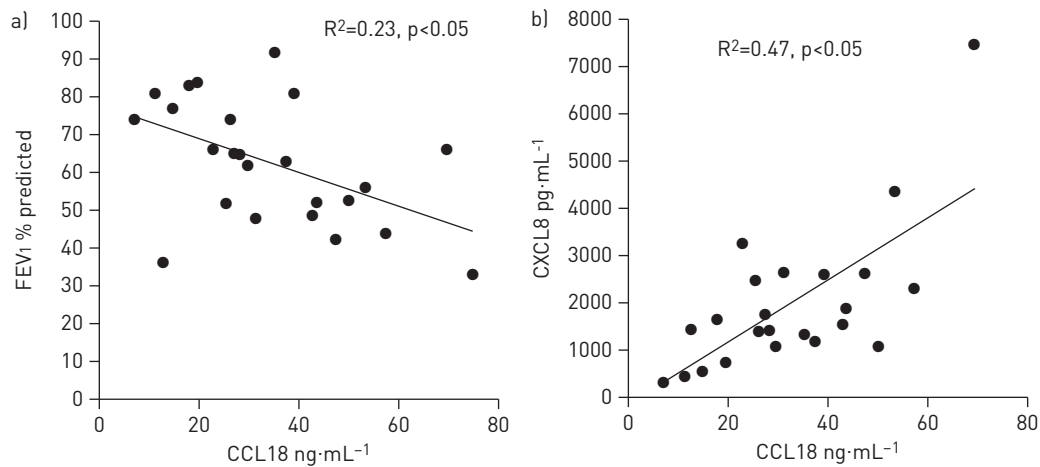 a)
R²=0.23, p<0.05
FEV1 % predicted
100
90
80
70
60
50
40
30
20
10
0
0 20 40 60 80
CCL18 ng·mL⁻¹
b)
R²=0.47, p<0.05
CXCL8 pg·mL⁻¹
8000
7000
6000
5000
4000
3000
2000
1000
0
0 20 40 60 80
CCL18 ng·mL⁻¹